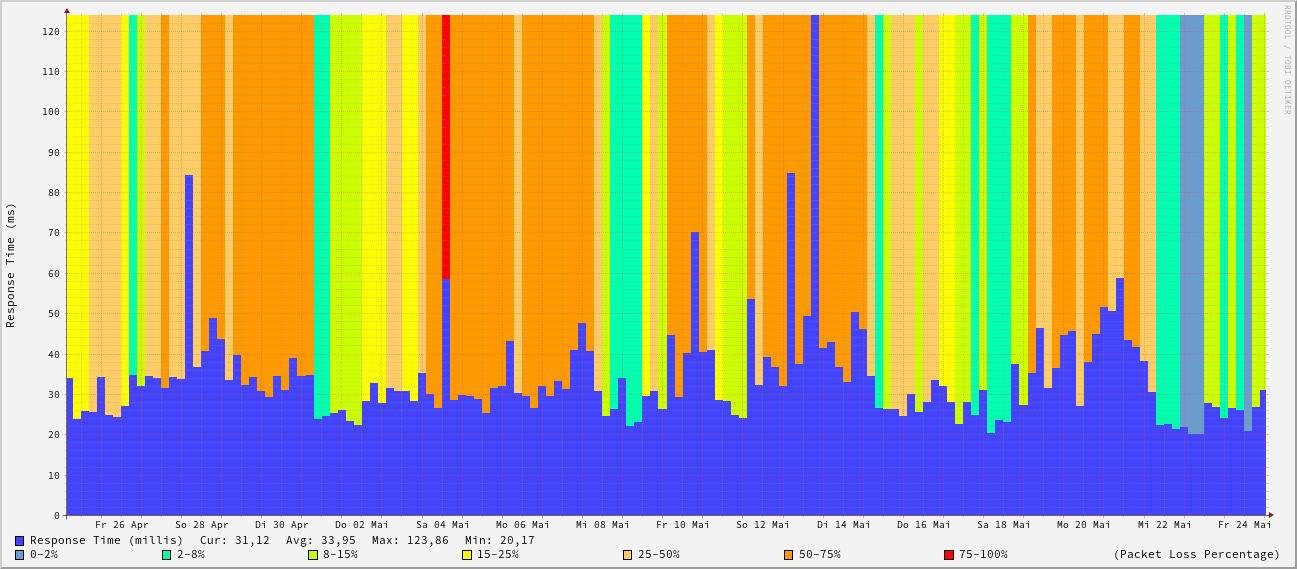 RRDTOOL / TOBI OETIKER
Response Time (ms)
120
110
100
90
80
70
60
50
40
30
20
10
0
Fr 26 Apr So 28 Apr Di 30 Apr Do 02 Mai Sa 04 Mai Mo 06 Mai Mi 08 Mai Fr 10 Mai So 12 Mai Di 14 Mai Do 16 Mai Sa 18 Mai Mo 20 Mai Mi 22 Mai Fr 24 Mai
Response Time (millis) Cur: 31,12 Avg: 33,95 Max: 123,86 Min: 20,17
0-2% 2-8% 8-15% 15-25% 25-50% 50-75% 75-100% (Packet Loss Percentage)